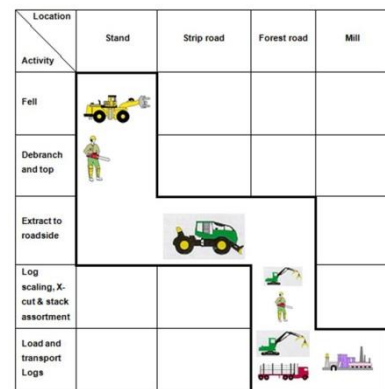 Location
Activity
Stand
Strip road
Forest road
Mill
Fell
Debranch
and top
Extract to
roadside
Log
scaling, X-
cut & stack
assortment
Load and
transport
Logs